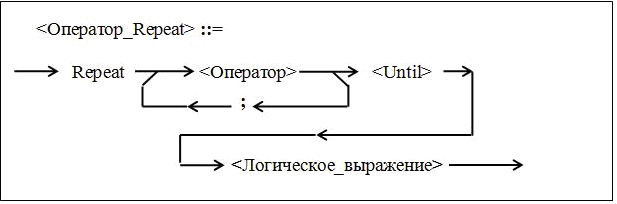 <Оператор_Repeat> ::=
Repeat <Оператор> <Until>
;
<Логическое_выражение>